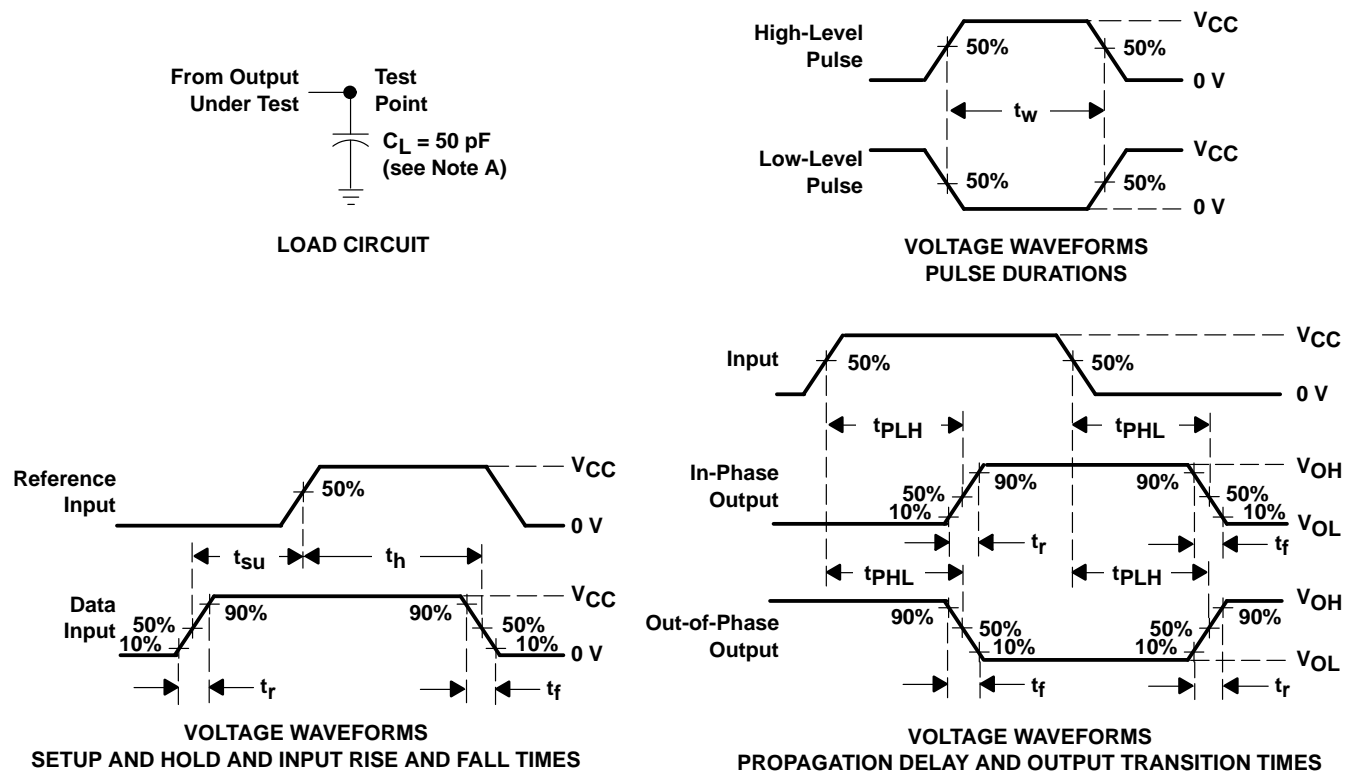 From Output
Under Test
Test
Point
CL = 50 pF
(see Note A)
LOAD CIRCUIT
High-Level
Pulse
50%
50%
VCC
0 V
tw
Low-Level
Pulse
50%
50%
VCC
0 V
VOLTAGE WAVEFORMS
PULSE DURATIONS
Reference
Input
50%
VCC
0 V
tsu
th
Data
Input
50%
10%
90%
90%
50%
10%
VCC
0 V
tr
tf
VOLTAGE WAVEFORMS
SETUP AND HOLD AND INPUT RISE AND FALL TIMES
Input
50%
50%
VCC
0 V
tPLH
tPHL
In-Phase
Output
50%
10%
90%
90%
50%
10%
VOH
VOL
tr
tf
tPHL
tPLH
Out-of-Phase
Output
90%
50%
10%
50%
10%
90%
VOH
VOL
tf
tr
VOLTAGE WAVEFORMS
PROPAGATION DELAY AND OUTPUT TRANSITION TIMES